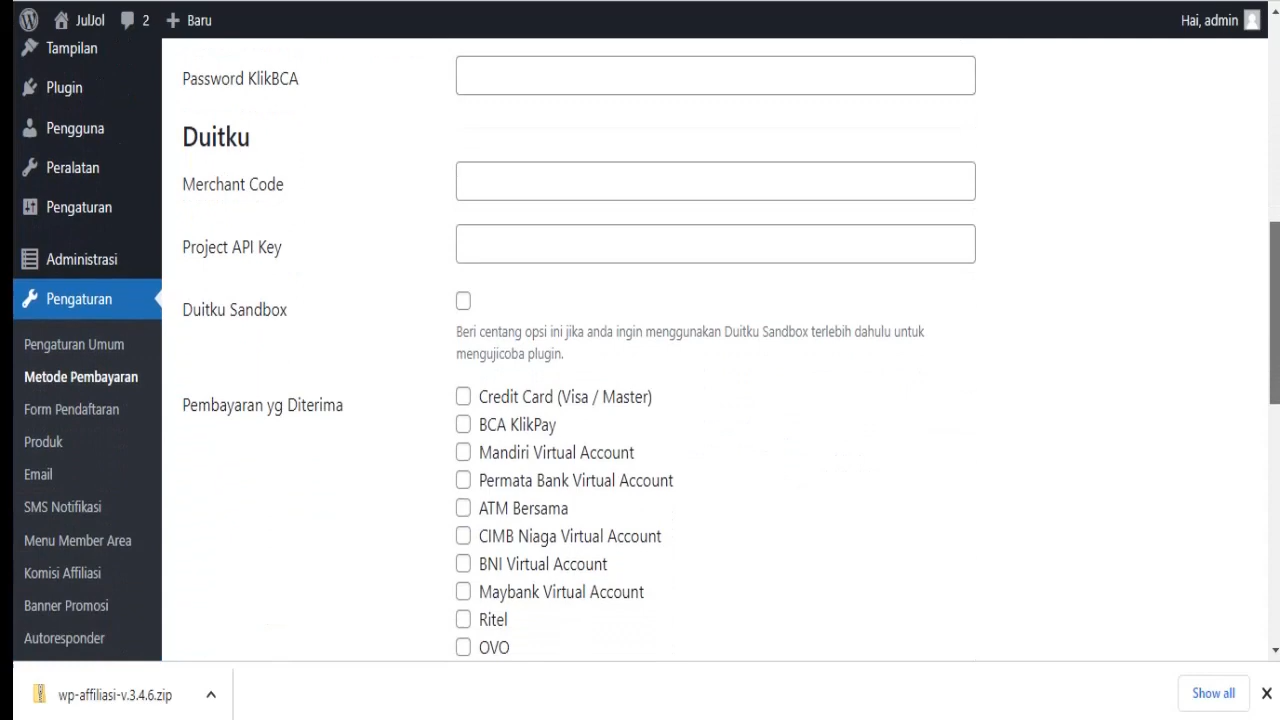 JulJol 2 Baru Hai, admin
Tampilan
Plugin
Pengguna
Peralatan
Pengaturan
Administrasi
Pengaturan
Pengaturan Umum
Metode Pembayaran
Form Pendaftaran
Produk
Email
SMS Notifikasi
Menu Member Area
Komisi Affiliasi
Banner Promosi
Autoresponder
Password KlikBCA
Duitku
Merchant Code
Project API Key
Duitku Sandbox
Beri centang opsi ini jika anda ingin menggunakan Duitku Sandbox terlebih dahulu untuk
mengujicoba plugin.
Pembayaran yg Diterima
Credit Card (Visa / Master)
BCA KlikPay
Mandiri Virtual Account
Permata Bank Virtual Account
ATM Bersama
CIMB Niaga Virtual Account
BNI Virtual Account
Maybank Virtual Account
Ritel
OVO
wp-affiliasi-v.3.4.6.zip
Show all